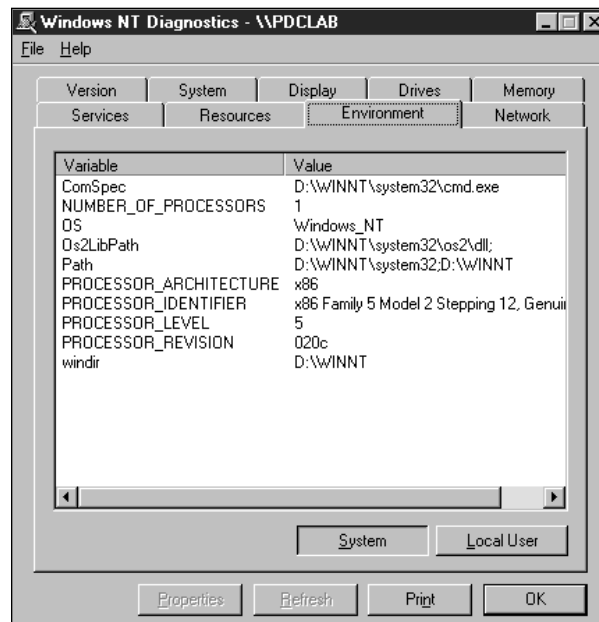 Windows NT Diagnostics - \\PDCLAB
File Help
Version System Display Drives Memory
Services Resources Environment Network
Variable Value
ComSpec D:\WINNT\system32\cmd.exe
NUMBER_OF_PROCESSORS 1
OS Windows_NT
Os2LibPath D:\WINNT\system32\os2\dll;
Path D:\WINNT\system32;D:\WINNT
PROCESSOR_ARCHITECTURE x86
PROCESSOR_IDENTIFIER x86 Family 5 Model 2 Stepping 12, Genui
PROCESSOR_LEVEL 5
PROCESSOR_REVISION 020c
windir D:\WINNT
System Local User
Properties Refresh Print OK